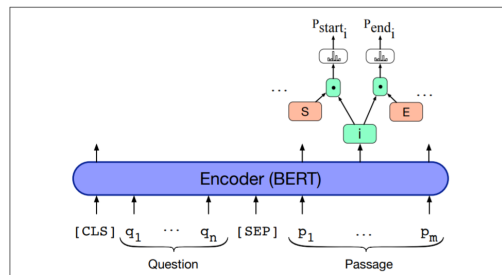 P_start_i P_end_i
... • • ...
S E
i
Encoder (BERT)
[CLS] q_1 ... q_n [SEP] p_1 ... p_m
Question Passage